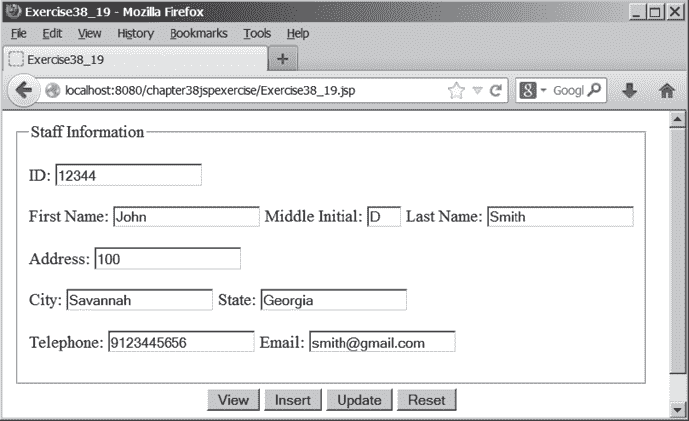 Exercise38_19 - Mozilla Firefox
File Edit View History Bookmarks Tools Help
Exercise38_19
localhost:8080/chapter38jspexercise/Exercise38_19.jsp Googl
Staff Information
ID: 12344
First Name: John Middle Initial: D Last Name: Smith
Address: 100
City: Savannah State: Georgia
Telephone: 9123445656 Email: smith@gmail.com
View Insert Update Reset